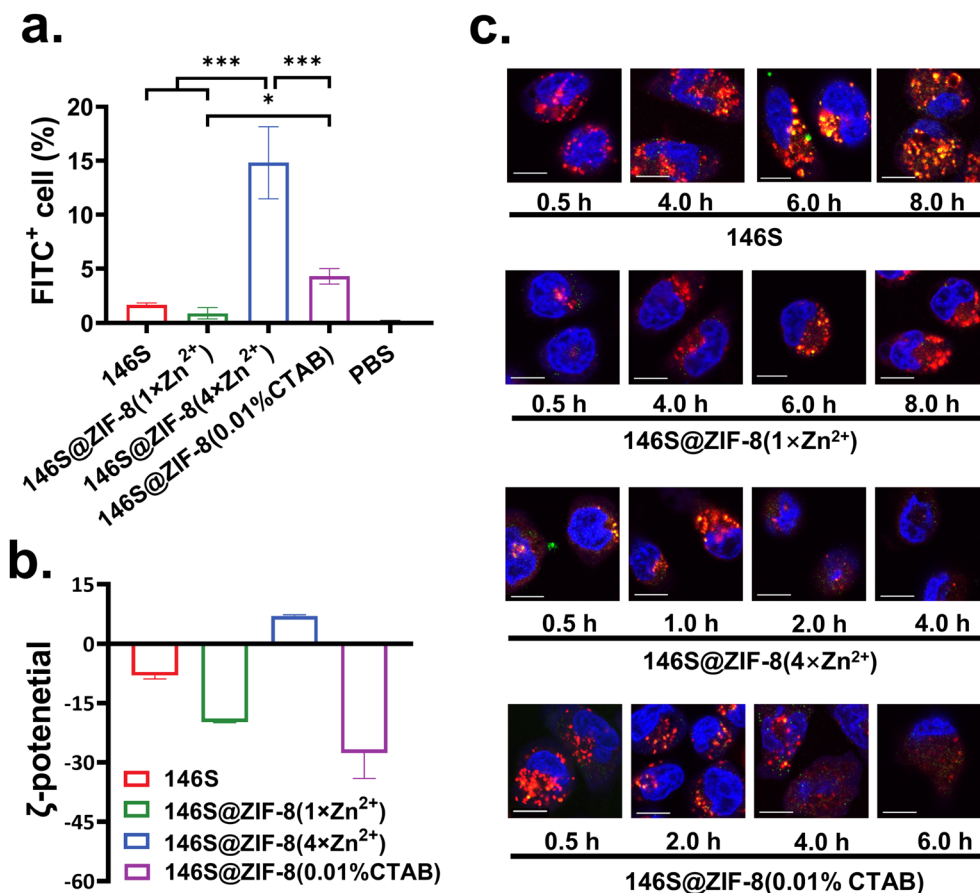 a.
***
***
*
FITC⁺ cell (%)
20
15
10
5
0
146S
146S@ZIF-8(1×Zn²⁺)
146S@ZIF-8(4×Zn²⁺)
146S@ZIF-8(0.01%CTAB)
PBS
b.
ζ-potenetial
15
0
-15
-30
-45
-60
146S
146S@ZIF-8(1×Zn²⁺)
146S@ZIF-8(4×Zn²⁺)
146S@ZIF-8(0.01%CTAB)
c.
0.5 h 4.0 h 6.0 h 8.0 h
146S
0.5 h 4.0 h 6.0 h 8.0 h
146S@ZIF-8(1×Zn²⁺)
0.5 h 1.0 h 2.0 h 4.0 h
146S@ZIF-8(4×Zn²⁺)
0.5 h 2.0 h 4.0 h 6.0 h
146S@ZIF-8(0.01% CTAB)